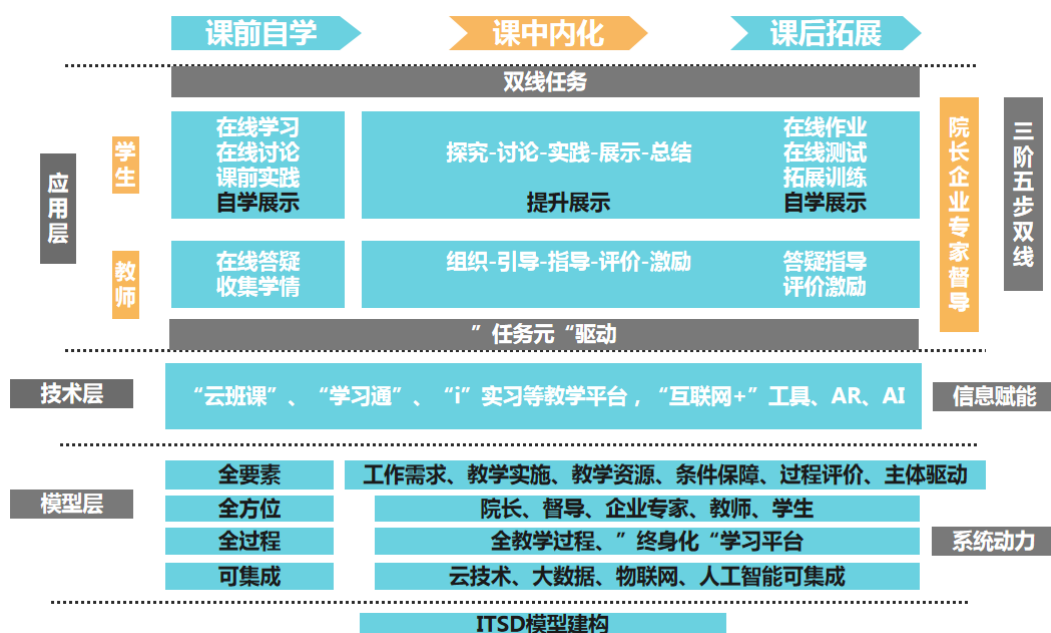 课前自学
课中内化
课后拓展
双线任务
应用层
学生
在线学习
在线讨论
课前实践
自学展示
探究-讨论-实践-展示-总结
提升展示
在线作业
在线测试
拓展训练
自学展示
教师
在线答疑
收集学情
组织-引导-指导-评价-激励
答疑指导
评价激励
院长企业专家督导
三阶五步双线
”任务元“驱动
技术层
“云班课”、“学习通”、“i”实习等教学平台，“互联网+”工具、AR、AI
信息赋能
模型层
全要素
工作需求、教学实施、教学资源、条件保障、过程评价、主体驱动
全方位
院长、督导、企业专家、教师、学生
全过程
全教学过程、”终身化“学习平台
系统动力
可集成
云技术、大数据、物联网、人工智能可集成
ITSD模型建构